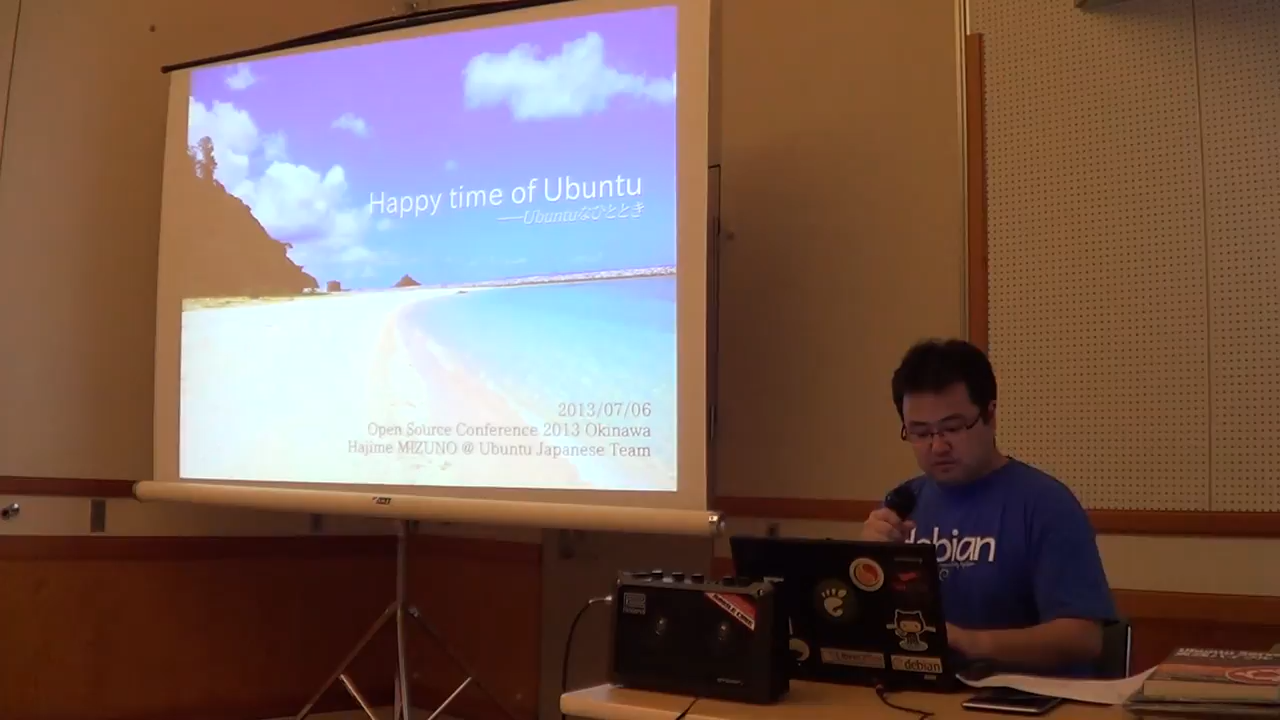 Happy time of Ubuntu
──Ubuntuなひととき
2013/07/06
Open Source Conference 2013 Okinawa
Hajime MIZUNO @ Ubuntu Japanese Team
debian
debian